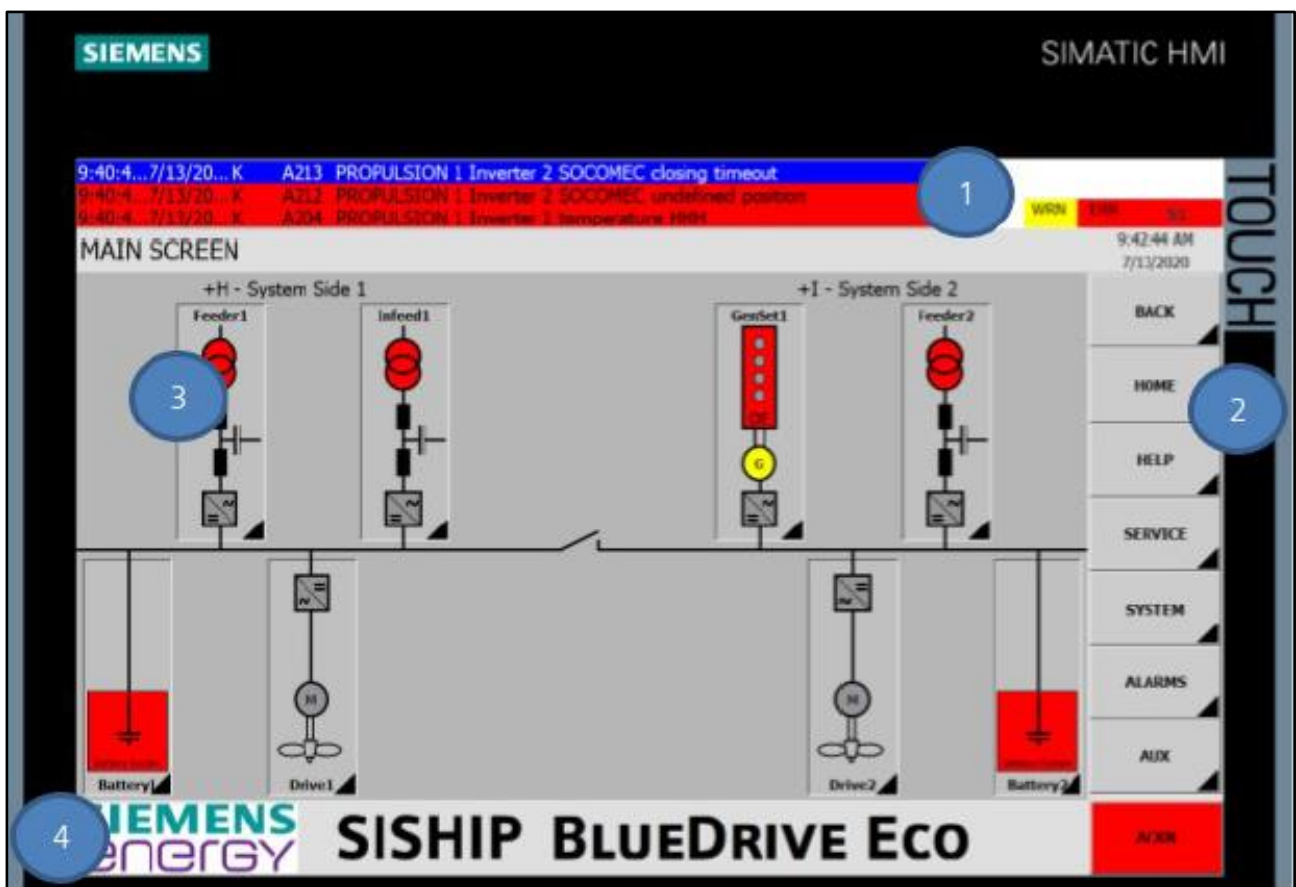 SIEMENS
SIMATIC HMI
TOUCH
9:40:4...7/13/20... K A213 PROPULSION 1 Inverter 2 SOCOMEC closing timeout
9:40:4...7/13/20... K A212 PROPULSION 1 Inverter 2 SOCOMEC undefined position
9:40:4...7/13/20... K A204 PROPULSION 1 Inverter 1 temperature HHH
1
WRN ERR
MAIN SCREEN
9:42:44 AM
7/13/2020
+H - System Side 1
+I - System Side 2
Feeder1
Infeed1
GenSet1
Feeder2
BACK
3
HOME
2
G
HELP
SERVICE
SYSTEM
M
M
ALARMS
AUX
Battery1
Drive1
Drive2
Battery2
4
SIEMENS
energy
SISHIP BLUEDRIVE ECO
ACKN